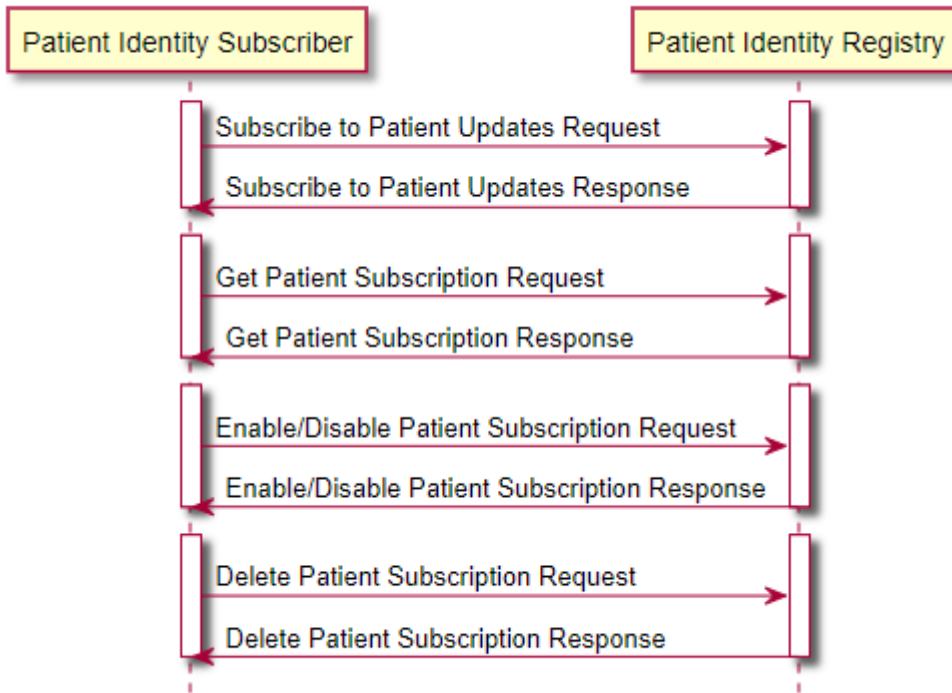 Patient Identity Subscriber
Patient Identity Registry
Subscribe to Patient Updates Request
Subscribe to Patient Updates Response
Get Patient Subscription Request
Get Patient Subscription Response
Enable/Disable Patient Subscription Request
Enable/Disable Patient Subscription Response
Delete Patient Subscription Request
Delete Patient Subscription Response